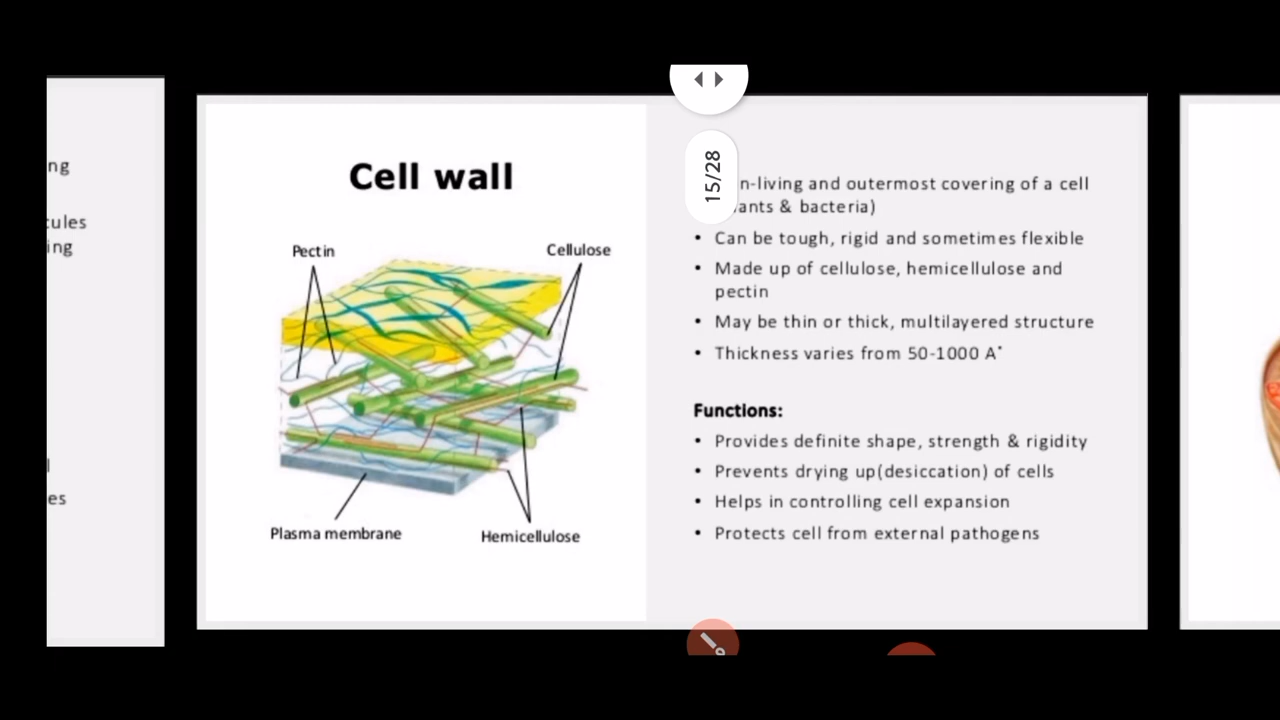 ng
cules
ing
l
es
Cell wall
Pectin
Cellulose
Plasma membrane
Hemicellulose
15/28
n-living and outermost covering of a cell
ants & bacteria)
• Can be tough, rigid and sometimes flexible
• Made up of cellulose, hemicellulose and
pectin
• May be thin or thick, multilayered structure
• Thickness varies from 50-1000 A˚
Functions:
• Provides definite shape, strength & rigidity
• Prevents drying up(desiccation) of cells
• Helps in controlling cell expansion
• Protects cell from external pathogens